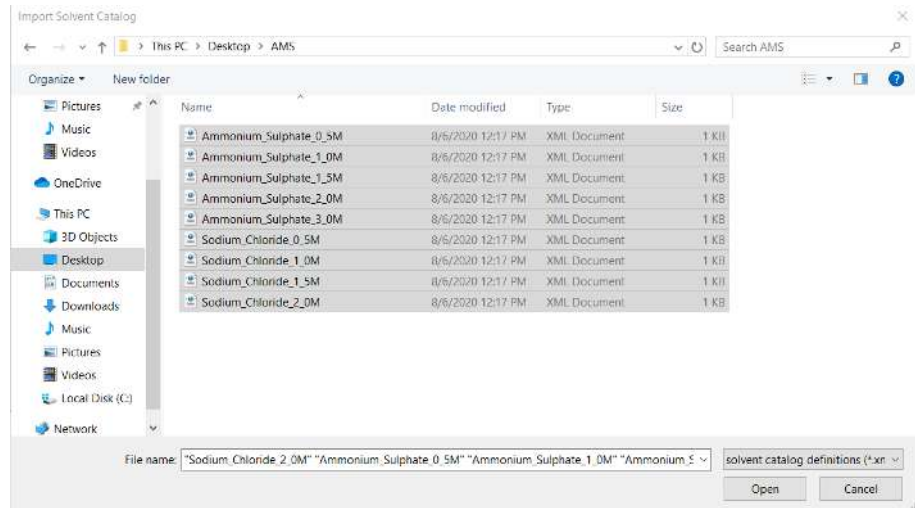 Import Solvent Catalog
This PC > Desktop > AMS
Search AMS
Organize
New folder
Pictures
Music
Videos
OneDrive
This PC
3D Objects
Desktop
Documents
Downloads
Music
Pictures
Videos
Local Disk (C:)
Network
Name Date modified Type Size
Ammonium_Sulphate_0_5M 8/6/2020 12:17 PM XML Document 1 KB
Ammonium_Sulphate_1_0M 8/6/2020 12:17 PM XML Document 1 KB
Ammonium_Sulphate_1_5M 8/6/2020 12:17 PM XML Document 1 KB
Ammonium_Sulphate_2_0M 8/6/2020 12:17 PM XML Document 1 KB
Ammonium_Sulphate_3_0M 8/6/2020 12:17 PM XML Document 1 KB
Sodium_Chloride_0_5M 8/6/2020 12:17 PM XML Document 1 KB
Sodium_Chloride_1_0M 8/6/2020 12:17 PM XML Document 1 KB
Sodium_Chloride_1_5M 8/6/2020 12:17 PM XML Document 1 KB
Sodium_Chloride_2_0M 8/6/2020 12:17 PM XML Document 1 KB
File name: "Sodium_Chloride_2_0M" "Ammonium_Sulphate_0_5M" "Ammonium_Sulphate_1_0M" "Ammonium_S
solvent catalog definitions (*.xn
Open
Cancel